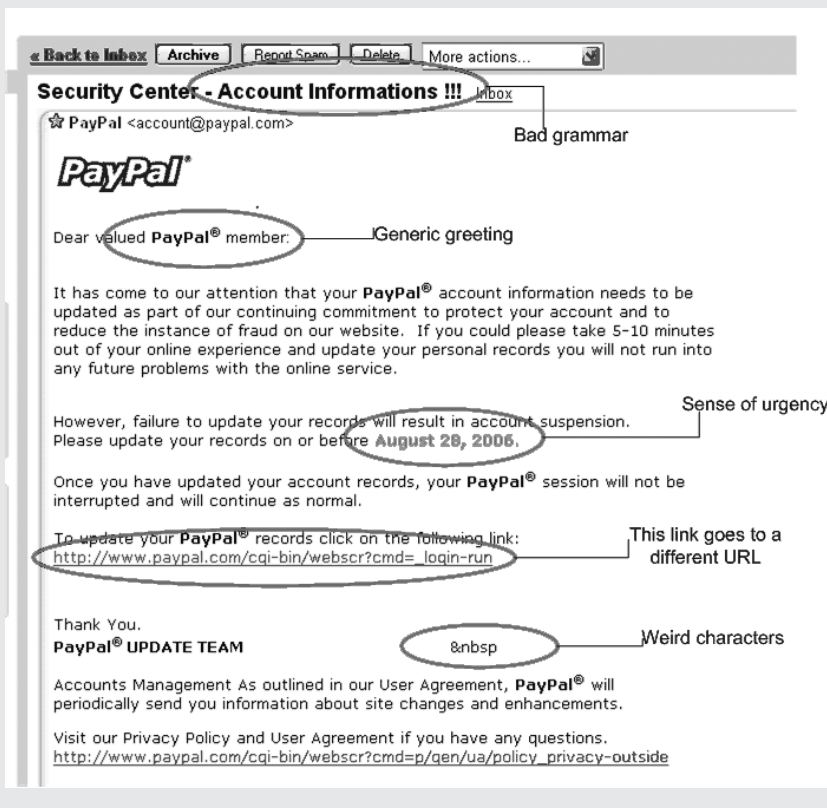 « Back to Inbox Archive Report Spam Delete More actions...
Security Center - Account Informations !!! Inbox
Bad grammar
PayPal <account@paypal.com>
PayPal®
Dear valued PayPal® member: Generic greeting
It has come to our attention that your PayPal® account information needs to be
updated as part of our continuing commitment to protect your account and to
reduce the instance of fraud on our website. If you could please take 5-10 minutes
out of your online experience and update your personal records you will not run into
any future problems with the online service.
Sense of urgency
However, failure to update your records will result in account suspension.
Please update your records on or before August 28, 2006.
Once you have updated your account records, your PayPal® session will not be
interrupted and will continue as normal.
To update your PayPal® records click on the following link:
http://www.paypal.com/cgi-bin/webscr?cmd=_login-run
This link goes to a
different URL
Thank You.
PayPal® UPDATE TEAM &nbsp Weird characters
Accounts Management As outlined in our User Agreement, PayPal® will
periodically send you information about site changes and enhancements.
Visit our Privacy Policy and User Agreement if you have any questions.
http://www.paypal.com/cgi-bin/webscr?cmd=p/gen/ua/policy_privacy-outside